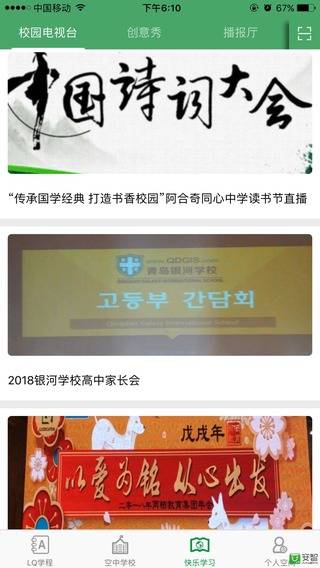 中国移动 下午6:10 67%
校园电视台 创意秀 播报厅
中国诗词大会
“传承国学经典 打造书香校园”阿合奇同心中学读书节直播
www.QDGIS.com
青岛银河学校
QINGDAO GALAXY INTERNATIONAL SCHOOL
고등부 간담회
2018银河学校高中家长会
戊戌年
以爱为铭 从心出发
二零一八年两栖教育集团年会
LQ学程 空中学校 快乐学习 个人空间
安智